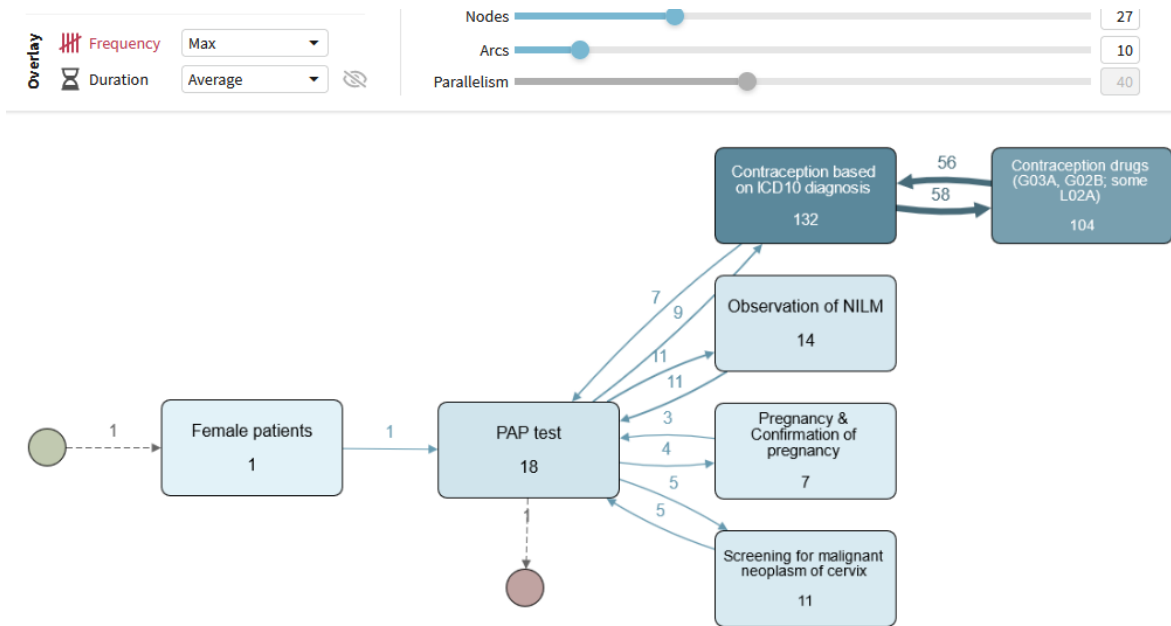 Overlay
Frequency
Max
Duration
Average
Nodes
27
Arcs
10
Parallelism
40
Contraception based
on ICD10 diagnosis
132
56
58
Contraception drugs
(G03A, G02B; some
L02A)
104
7
9
Observation of NILM
14
11
11
1
Female patients
1
1
PAP test
18
3
4
Pregnancy &
Confirmation of
pregnancy
7
5
5
1
Screening for malignant
neoplasm of cervix
11